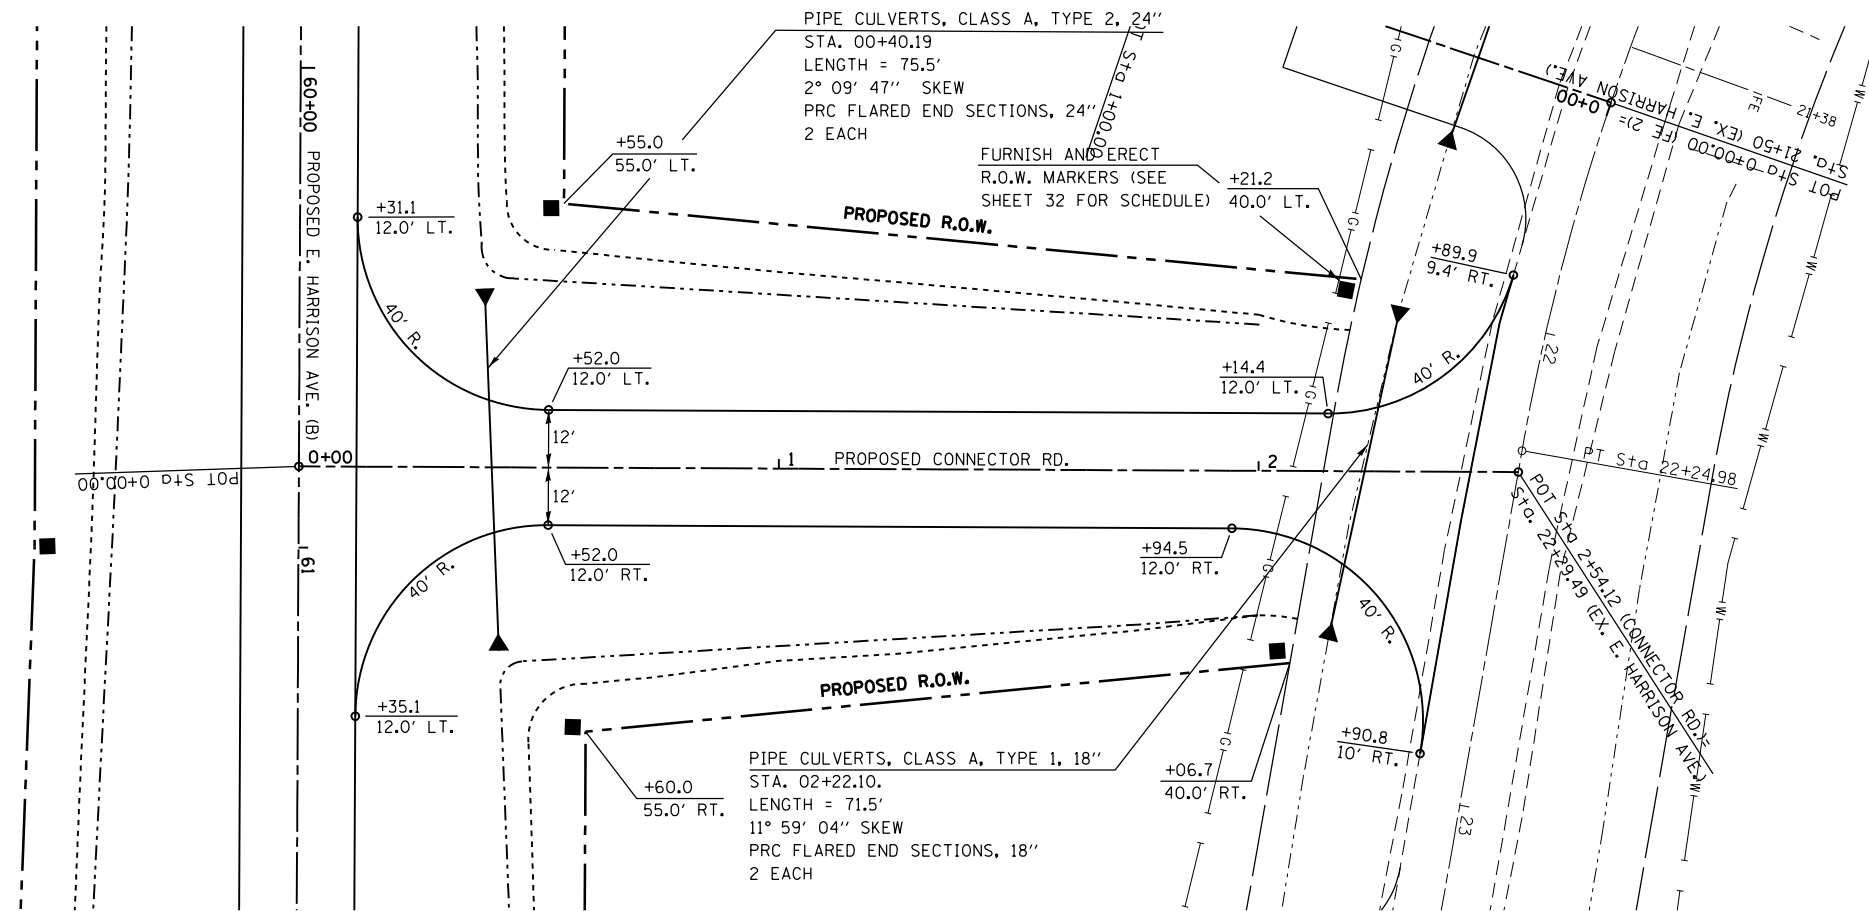 PIPE CULVERTS, CLASS A, TYPE 2, 24''
STA. 00+40.19
LENGTH = 75.5'
2° 09' 47'' SKEW
PRC FLARED END SECTIONS, 24''
2 EACH
PT Sta 1+00.00
FURNISH AND ERECT
R.O.W. MARKERS (SEE
SHEET 32 FOR SCHEDULE)
+21.2
40.0' LT.
+55.0
55.0' LT.
60+00 PROPOSED E. HARRISON AVE. (B)
61
+31.1
12.0' LT.
PROPOSED R.O.W.
40' R.
+52.0
12.0' LT.
12'
0+00
POT Sta 0+00.00
1
PROPOSED CONNECTOR RD.
2
12'
+52.0
12.0' RT.
40' R.
+35.1
12.0' LT.
+14.4
12.0' LT.
40' R.
+89.9
9.4' RT.
+94.5
12.0' RT.
40' R.
+90.8
10' RT.
+06.7
40.0' RT.
PROPOSED R.O.W.
+60.0
55.0' RT.
PIPE CULVERTS, CLASS A, TYPE 1, 18''
STA. 02+22.10.
LENGTH = 71.5'
11° 59' 04'' SKEW
PRC FLARED END SECTIONS, 18''
2 EACH
0+00
POT Sta 0+00.00 (FE 2)=
Sta. 21+50 (EX. E. HARRISON AVE.)
FE
21+38
22
PT Sta 22+24.98
POT Sta 2+54.12 (CONNECTOR RD.)=
Sta. 22+29.49 (EX. E. HARRISON AVE.)
23
G
G
G
G
G
W
W
W
W
W
W
W